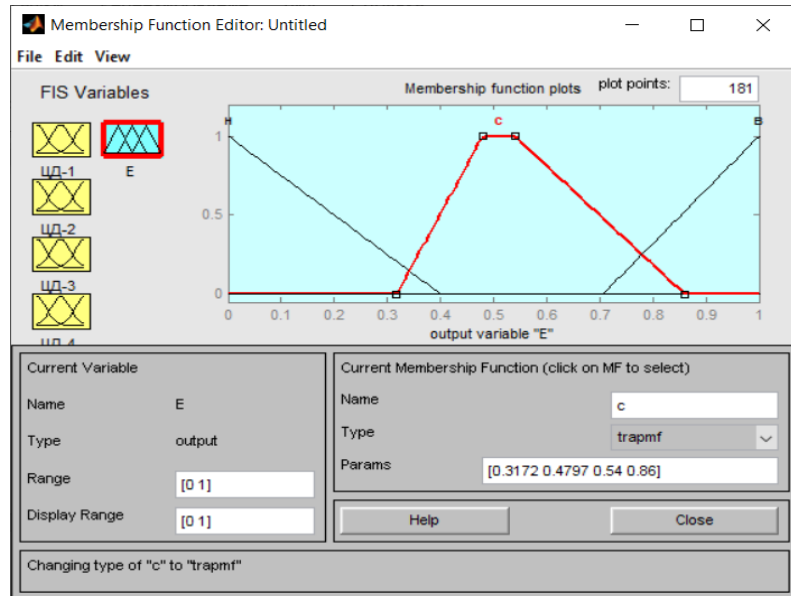 Membership Function Editor: Untitled
File Edit View
FIS Variables
Membership function plots
plot points:
181
ЦД-1
E
ЦД-2
ЦД-3
ЦД-4
н
c
в
1
0.5
0
0 0.1 0.2 0.3 0.4 0.5 0.6 0.7 0.8 0.9 1
output variable "E"
Current Variable
Name E
Type output
Range [0 1]
Display Range [0 1]
Current Membership Function (click on MF to select)
Name c
Type trapmf
Params [0.3172 0.4797 0.54 0.86]
Help Close
Changing type of "c" to "trapmf"